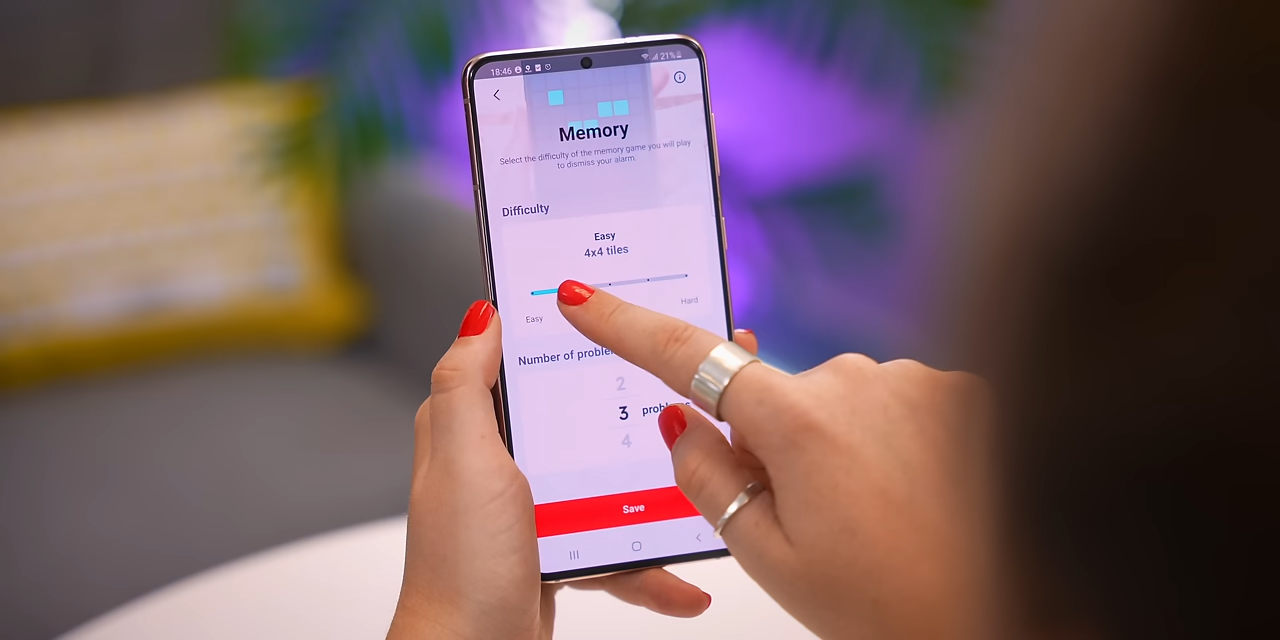 18:46 21%
Memory
Select the difficulty of the memory game you will play
to dismiss your alarm.
Difficulty
Easy
4x4 tiles
Easy Hard
Number of
2
3
4
Save